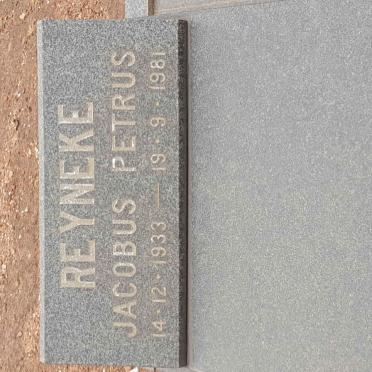 REYNEKE
JACOBUS PETRUS
14·12·1933 — 19·9·1981